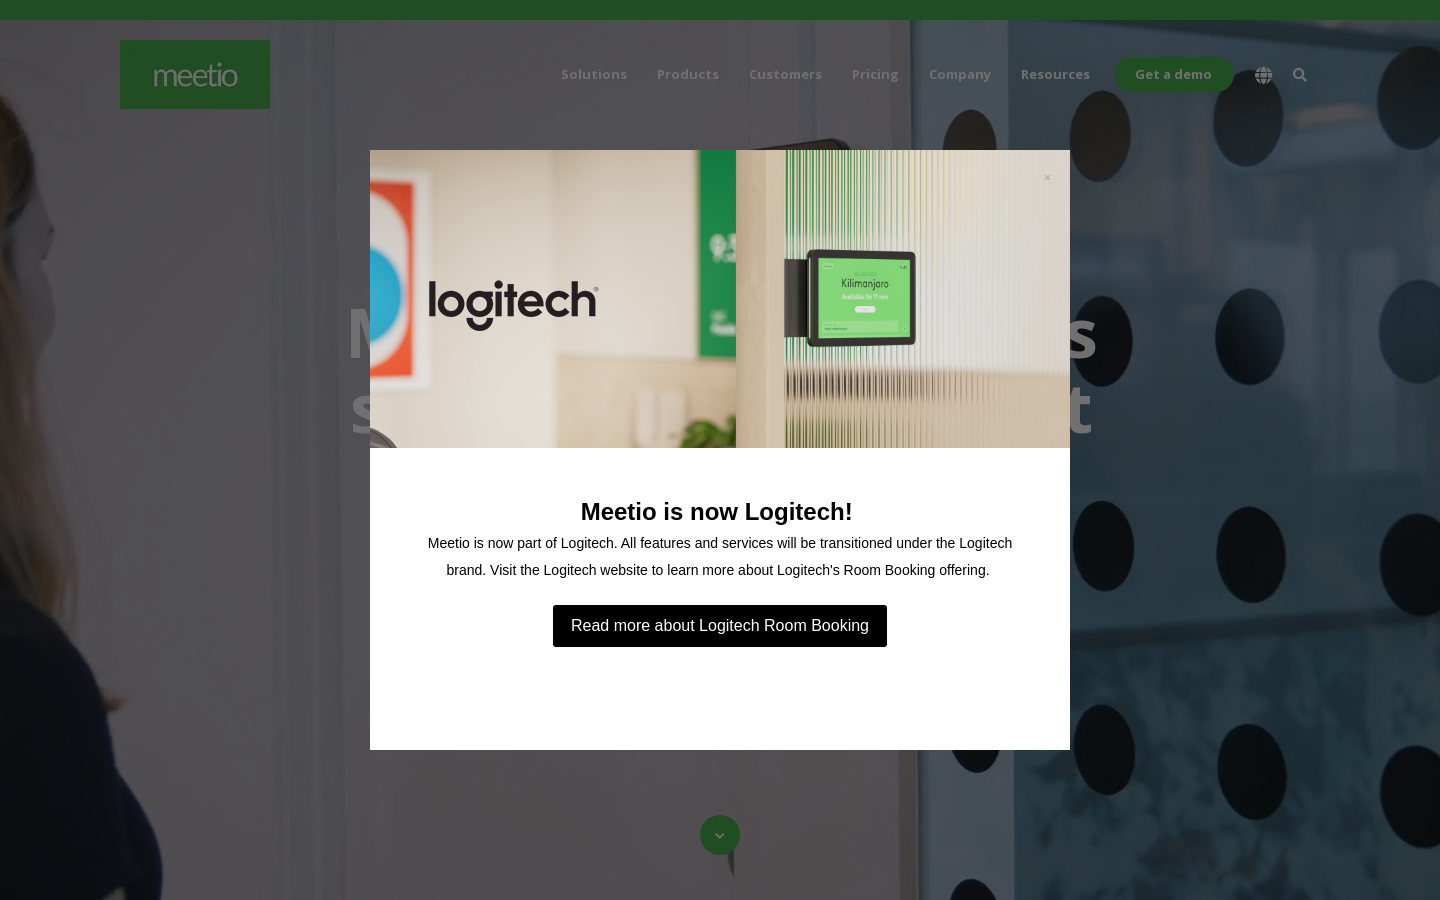 meetio
Solutions
Products
Customers
Pricing
Company
Resources
Get a demo
×
logitech
Kilimanjaro
Available for 11 min
Meetio is now Logitech!
Meetio is now part of Logitech. All features and services will be transitioned under the Logitech
brand. Visit the Logitech website to learn more about Logitech's Room Booking offering.
Read more about Logitech Room Booking